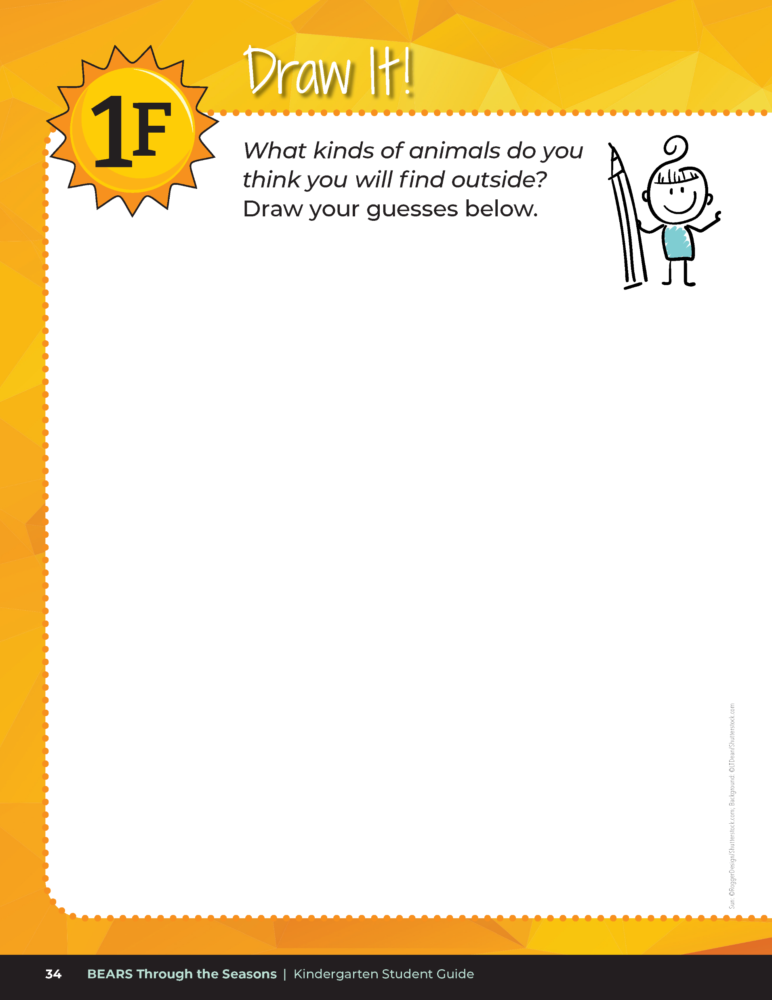 Draw It!
1F
What kinds of animals do you
think you will find outside?
Draw your guesses below.
Sun: ©RoggerDesign/Shutterstock.com; Background: ©LTDean/Shutterstock.com
34 BEARS Through the Seasons | Kindergarten Student Guide